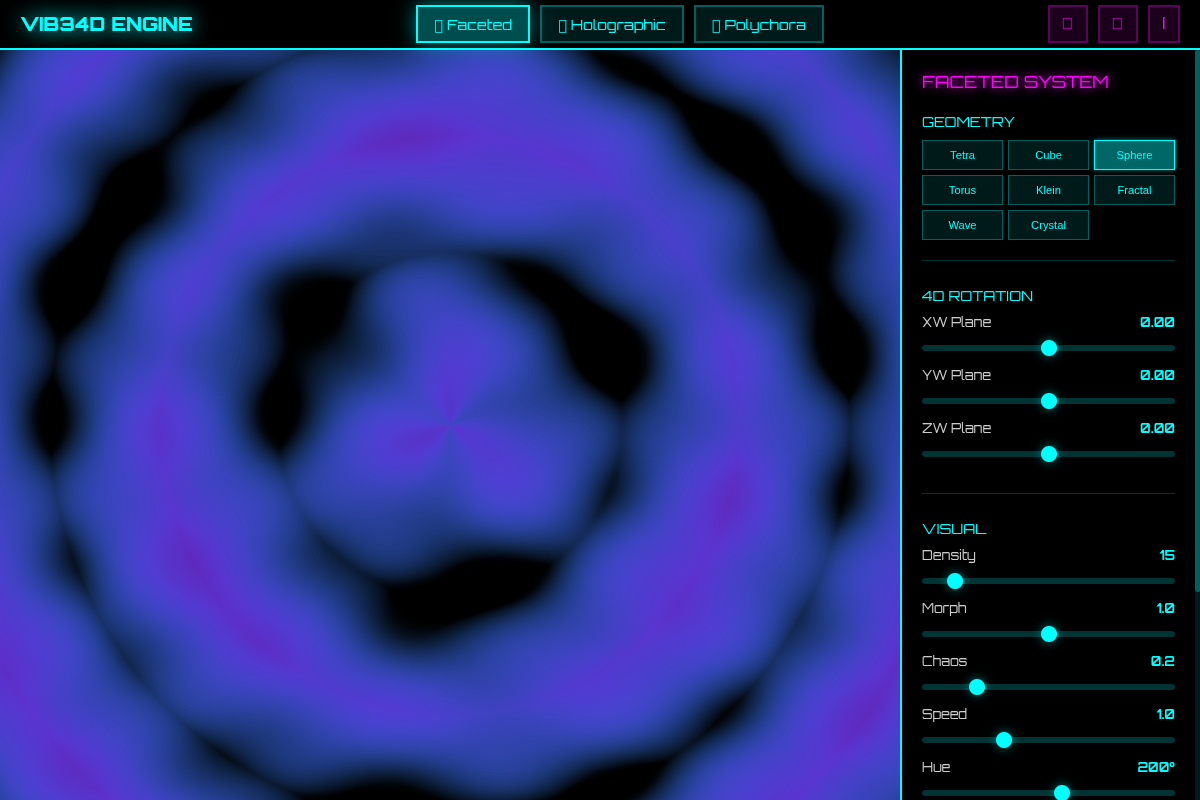 VIB34D ENGINE
Faceted
Holographic
Polychora
FACETED SYSTEM
GEOMETRY
Tetra Cube Sphere
Torus Klein Fractal
Wave Crystal
4D ROTATION
XW Plane 0.00
YW Plane 0.00
ZW Plane 0.00
VISUAL
Density 15
Morph 1.0
Chaos 0.2
Speed 1.0
Hue 200°